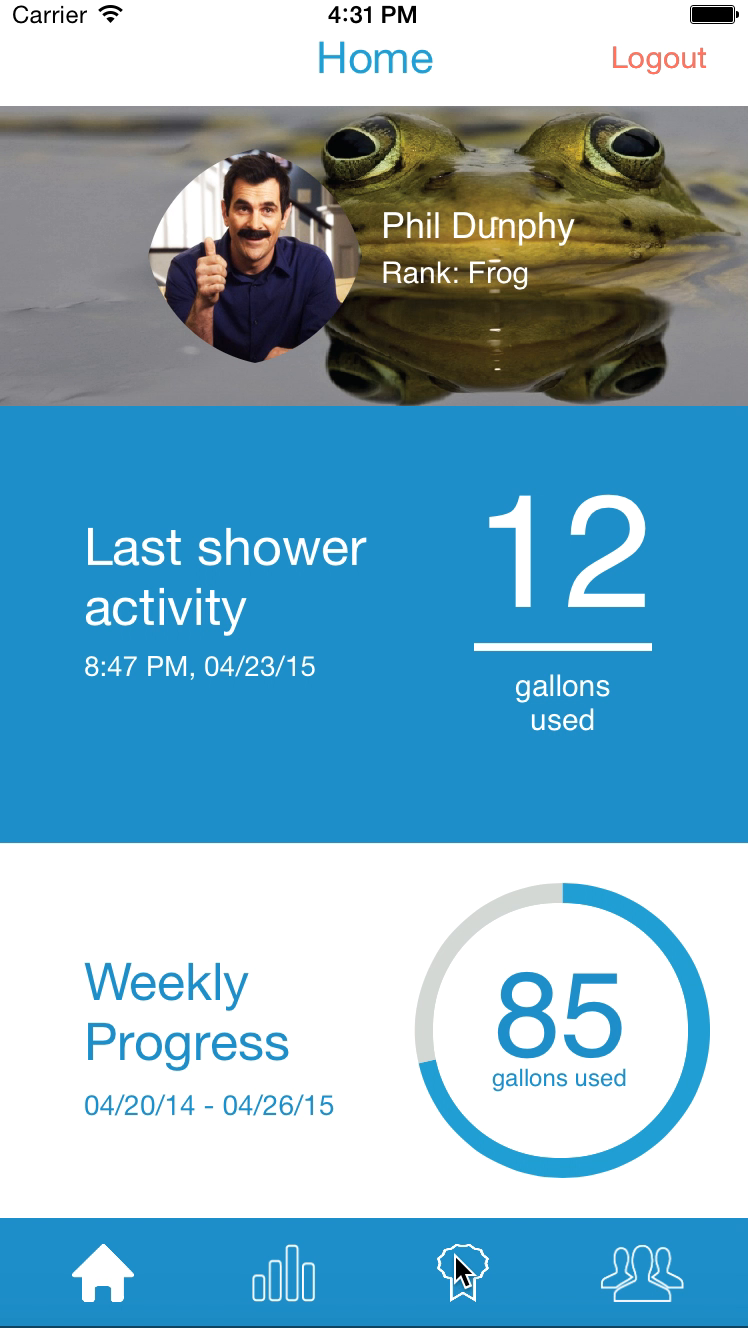 Carrier 4:31 PM
Home Logout
Phil Dunphy
Rank: Frog
Last shower
activity
8:47 PM, 04/23/15
12
gallons
used
Weekly
Progress
04/20/14 - 04/26/15
85
gallons used